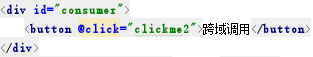 <div id="consumer">
<button @click="clickme2">跨域调用</button>
</div>